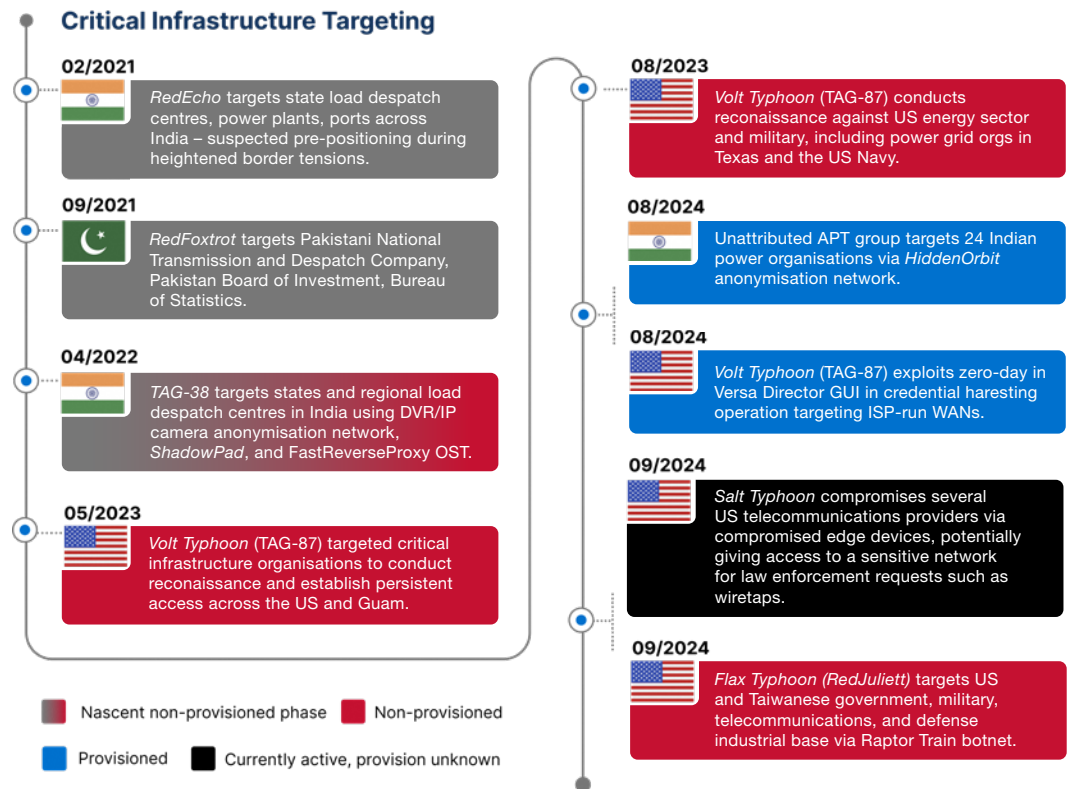 Critical Infrastructure Targeting
02/2021
RedEcho targets state load despatch
centres, power plants, ports across
India – suspected pre-positioning during
heightened border tensions.
09/2021
RedFoxtrot targets Pakistani National
Transmission and Despatch Company,
Pakistan Board of Investment, Bureau
of Statistics.
04/2022
TAG-38 targets states and regional load
despatch centres in India using DVR/IP
camera anonymisation network,
ShadowPad, and FastReverseProxy OST.
05/2023
Volt Typhoon (TAG-87) targeted critical
infrastructure organisations to conduct
reconaissance and establish persistent
access across the US and Guam.
08/2023
Volt Typhoon (TAG-87) conducts
reconaissance against US energy sector
and military, including power grid orgs in
Texas and the US Navy.
08/2024
Unattributed APT group targets 24 Indian
power organisations via HiddenOrbit
anonymisation network.
08/2024
Volt Typhoon (TAG-87) exploits zero-day in
Versa Director GUI in credential haresting
operation targeting ISP-run WANs.
09/2024
Salt Typhoon compromises several
US telecommunications providers via
compromised edge devices, potentially
giving access to a sensitive network
for law enforcement requests such as
wiretaps.
09/2024
Flax Typhoon (RedJuliett) targets US
and Taiwanese government, military,
telecommunications, and defense
industrial base via Raptor Train botnet.
Nascent non-provisioned phase
Non-provisioned
Provisioned
Currently active, provision unknown